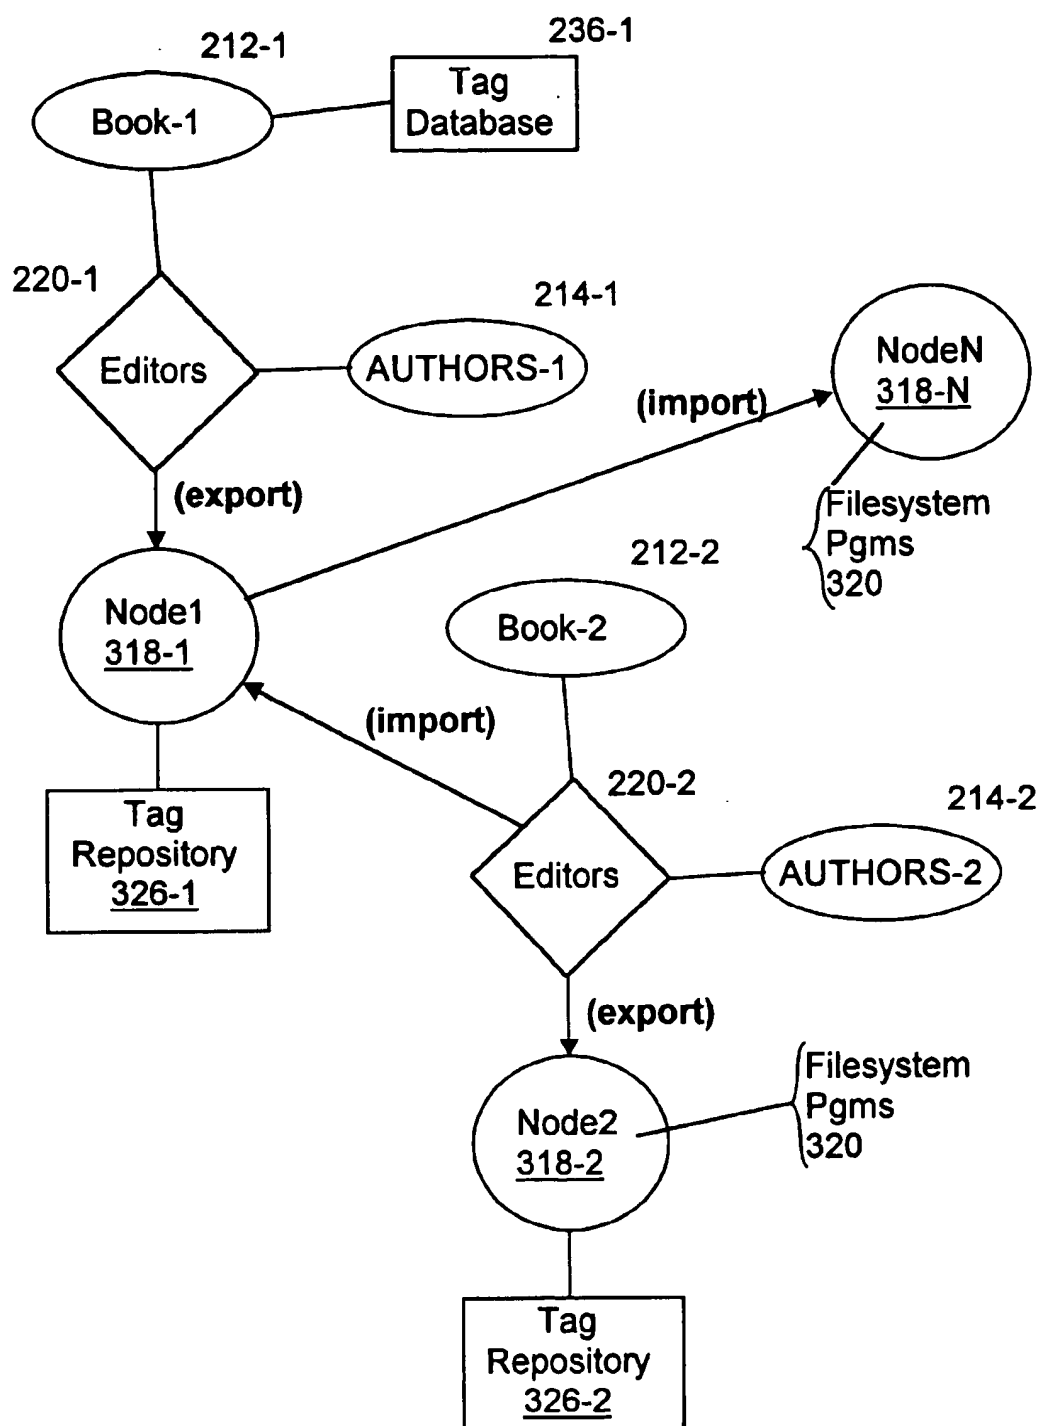 212-1
236-1
Book-1
Tag
Database
220-1
Editors
214-1
AUTHORS-1
(export)
(import)
NodeN
318-N
Filesystem
Pgms
320
Node1
318-1
Tag
Repository
326-1
212-2
Book-2
(import)
220-2
Editors
214-2
AUTHORS-2
(export)
Node2
318-2
Filesystem
Pgms
320
Tag
Repository
326-2